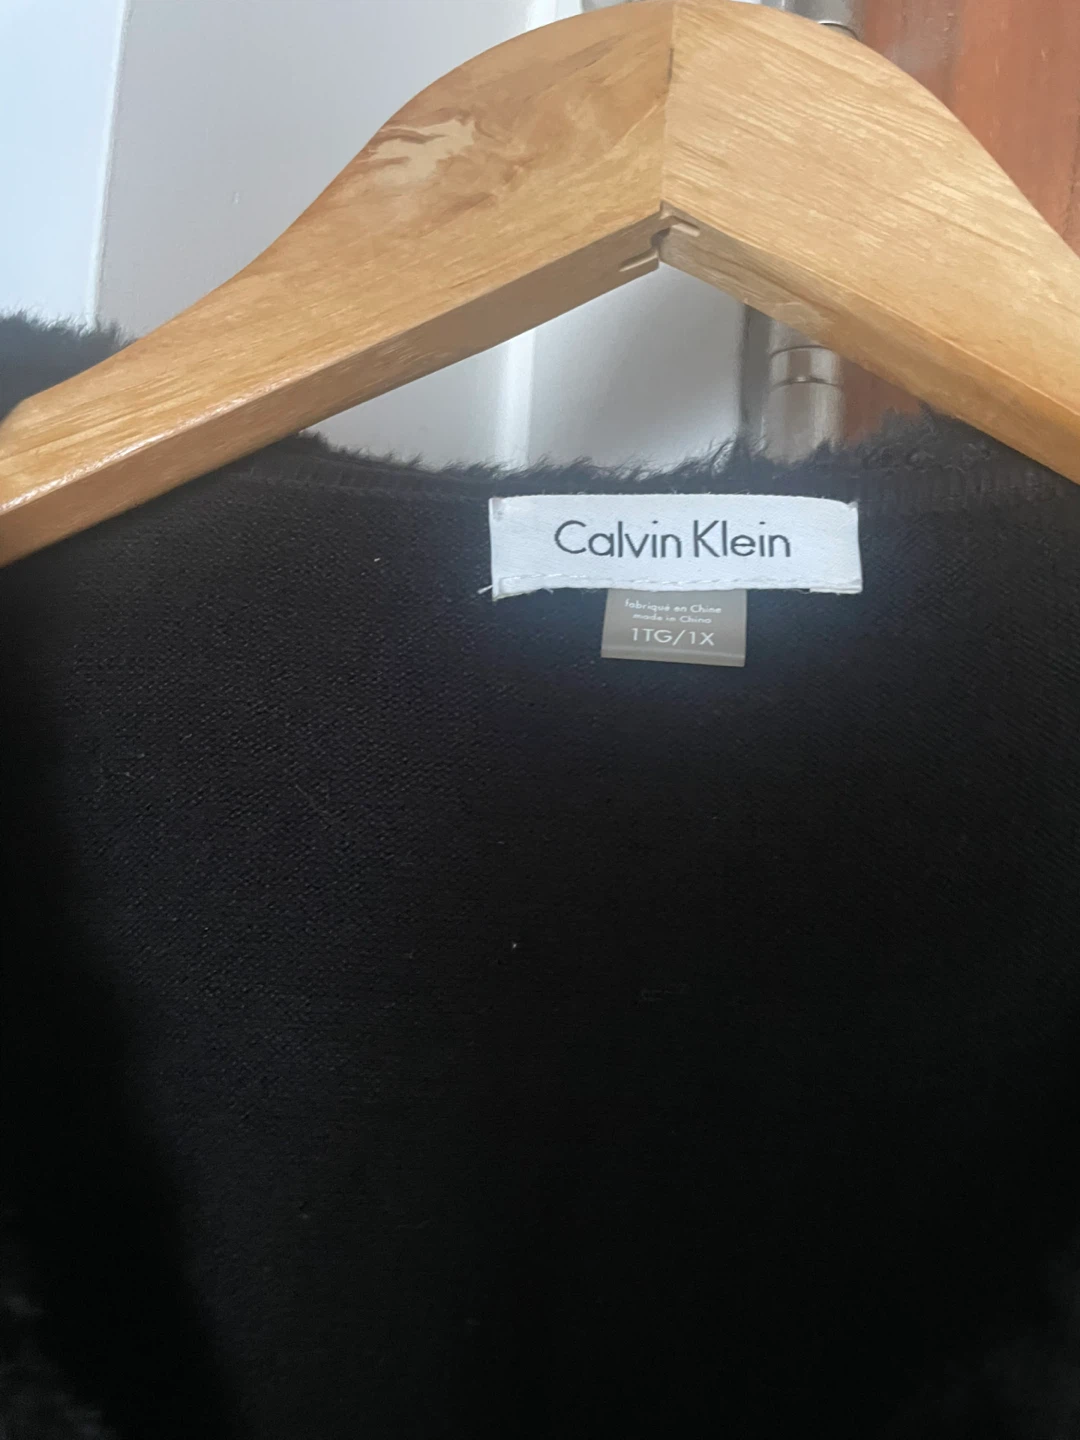 Calvin Klein
fabriqué en Chine
made in China
1TG/1X